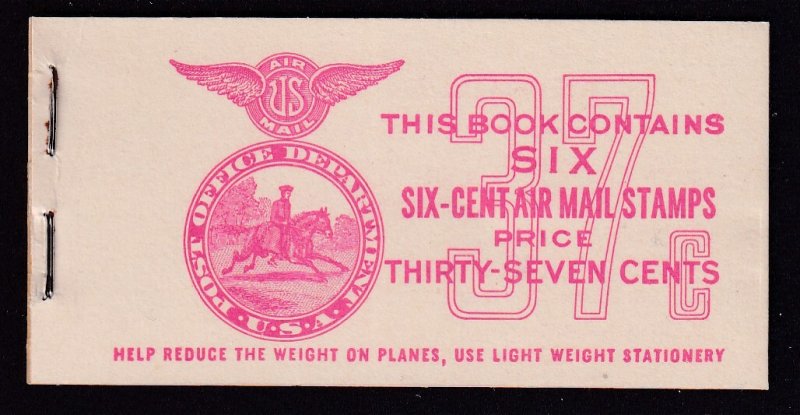 AIR
US
MAIL
POST OFFICE DEPARTMENT
U.S.A.
37c
THIS BOOK CONTAINS
SIX
SIX-CENT AIR MAIL STAMPS
PRICE
THIRTY-SEVEN CENTS
HELP REDUCE THE WEIGHT ON PLANES, USE LIGHT WEIGHT STATIONERY